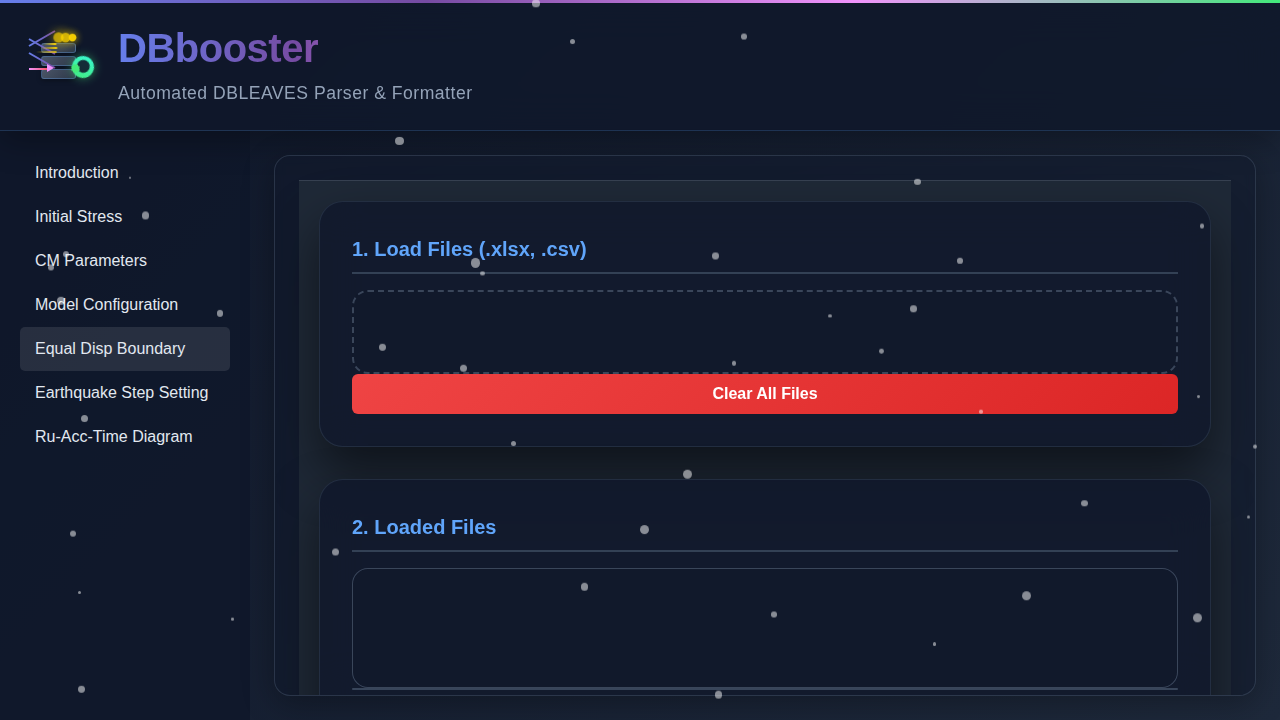 DBbooster
Automated DBLEAVES Parser & Formatter
Introduction
Initial Stress
CM Parameters
Model Configuration
Equal Disp Boundary
Earthquake Step Setting
Ru-Acc-Time Diagram
1. Load Files (.xlsx, .csv)
Clear All Files
2. Loaded Files